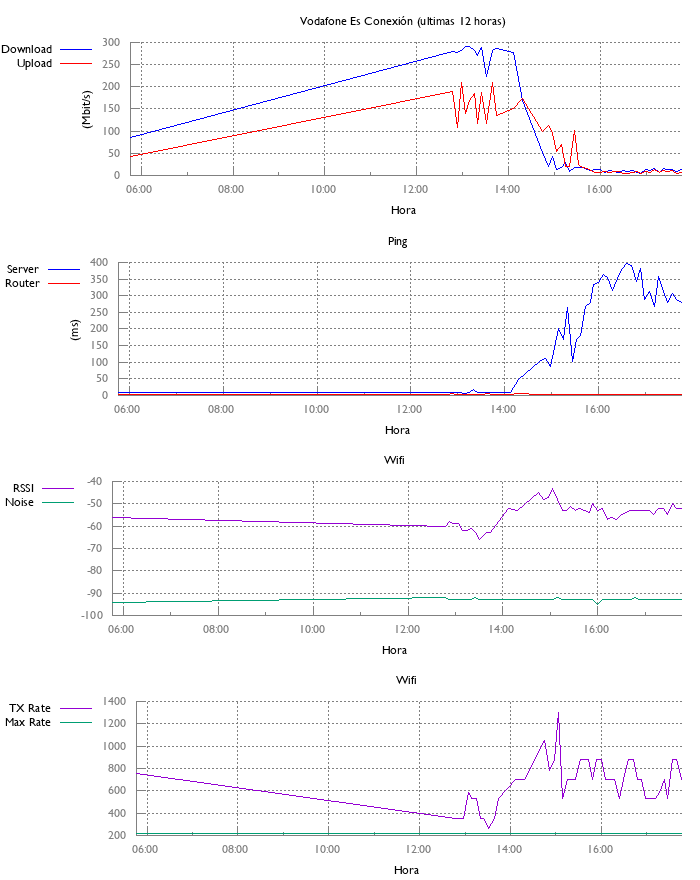 Vodafone Es Conexión (ultimas 12 horas)
Download
Upload
300
250
200
150
100
50
0
(Mbit/s)
06:00 08:00 10:00 12:00 14:00 16:00
Hora
Ping
Server
Router
400
350
300
250
200
150
100
50
0
(ms)
06:00 08:00 10:00 12:00 14:00 16:00
Hora
Wifi
RSSI
Noise
-40
-50
-60
-70
-80
-90
-100
06:00 08:00 10:00 12:00 14:00 16:00
Hora
Wifi
TX Rate
Max Rate
1400
1200
1000
800
600
400
200
06:00 08:00 10:00 12:00 14:00 16:00
Hora